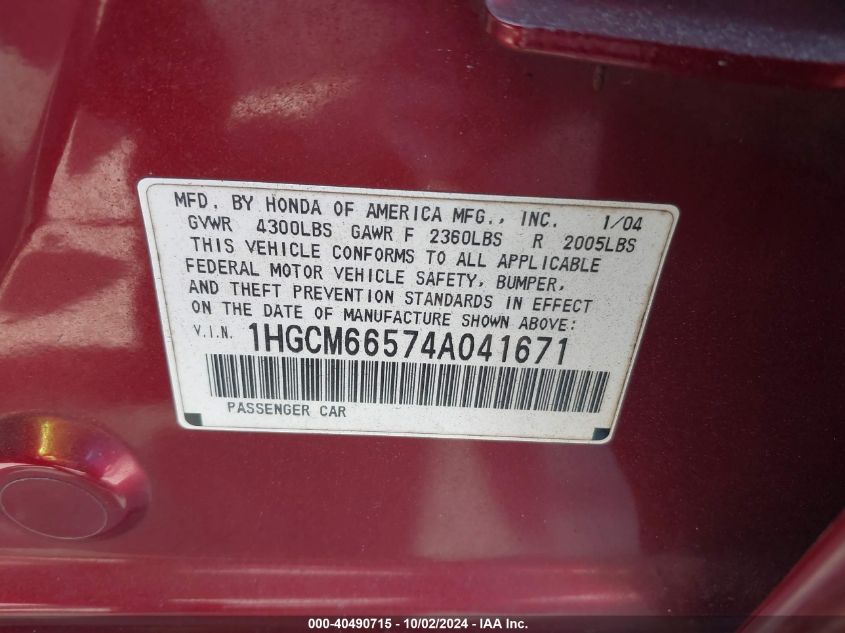 MFD. BY HONDA OF AMERICA MFG., INC. 1/04
GVWR 4300LBS GAWR F 2360LBS R 2005LBS
THIS VEHICLE CONFORMS TO ALL APPLICABLE
FEDERAL MOTOR VEHICLE SAFETY, BUMPER,
AND THEFT PREVENTION STANDARDS IN EFFECT
ON THE DATE OF MANUFACTURE SHOWN ABOVE:
V.I.N. 1HGCM66574A041671
PASSENGER CAR
000-40490715 - 10/02/2024 - IAA Inc.